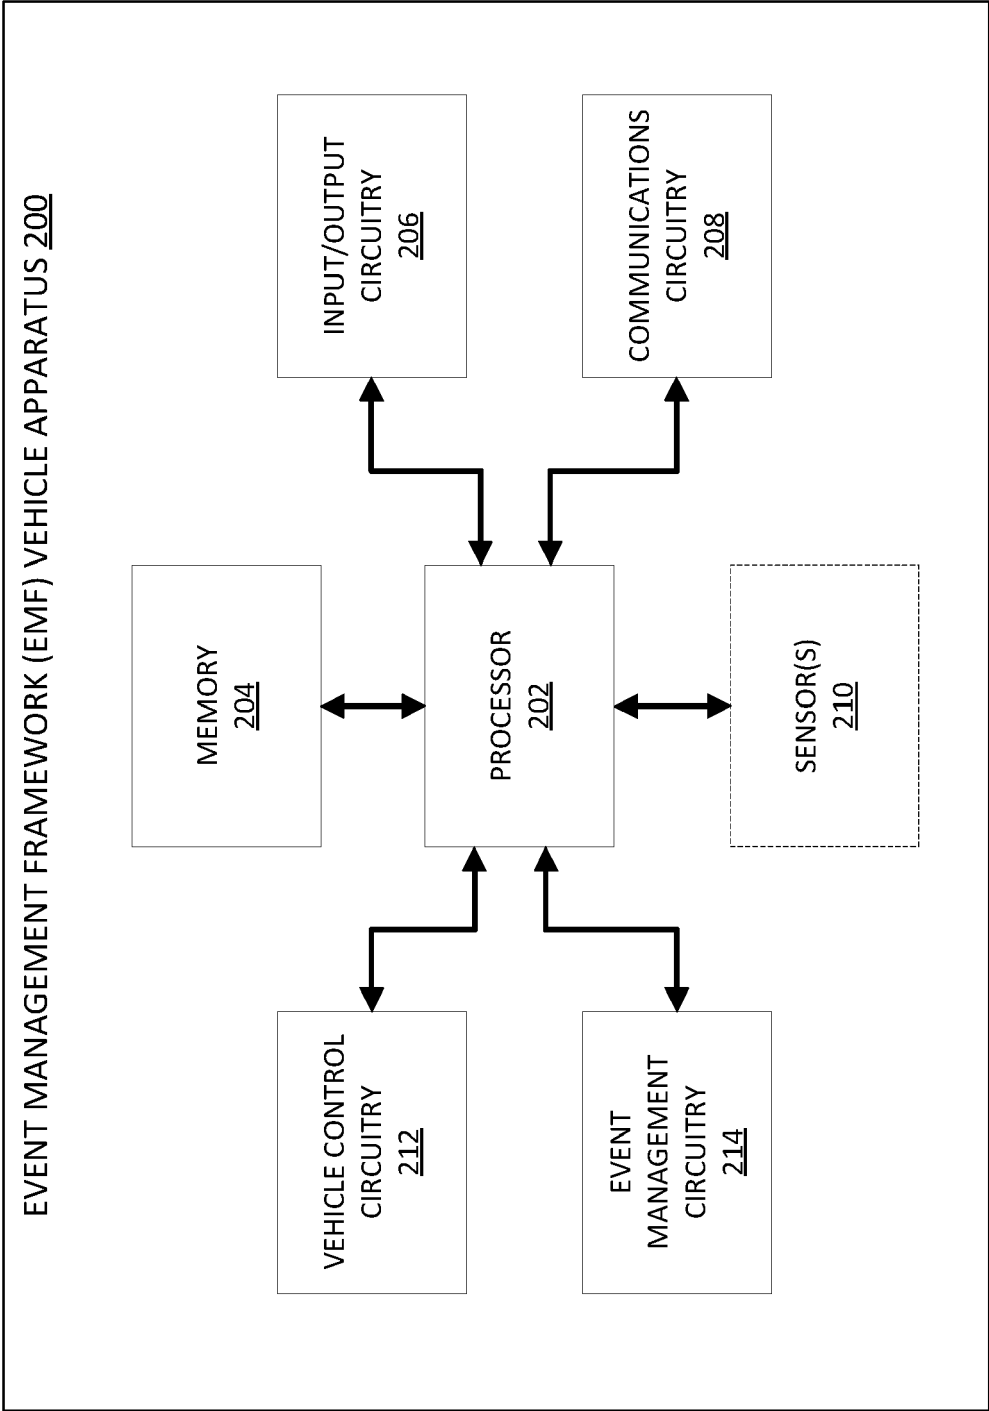 EVENT MANAGEMENT FRAMEWORK (EMF) VEHICLE APPARATUS 200
MEMORY
204
VEHICLE CONTROL
CIRCUITRY
212
INPUT/OUTPUT
CIRCUITRY
206
PROCESSOR
202
EVENT
MANAGEMENT
CIRCUITRY
214
COMMUNICATIONS
CIRCUITRY
208
SENSOR(S)
210